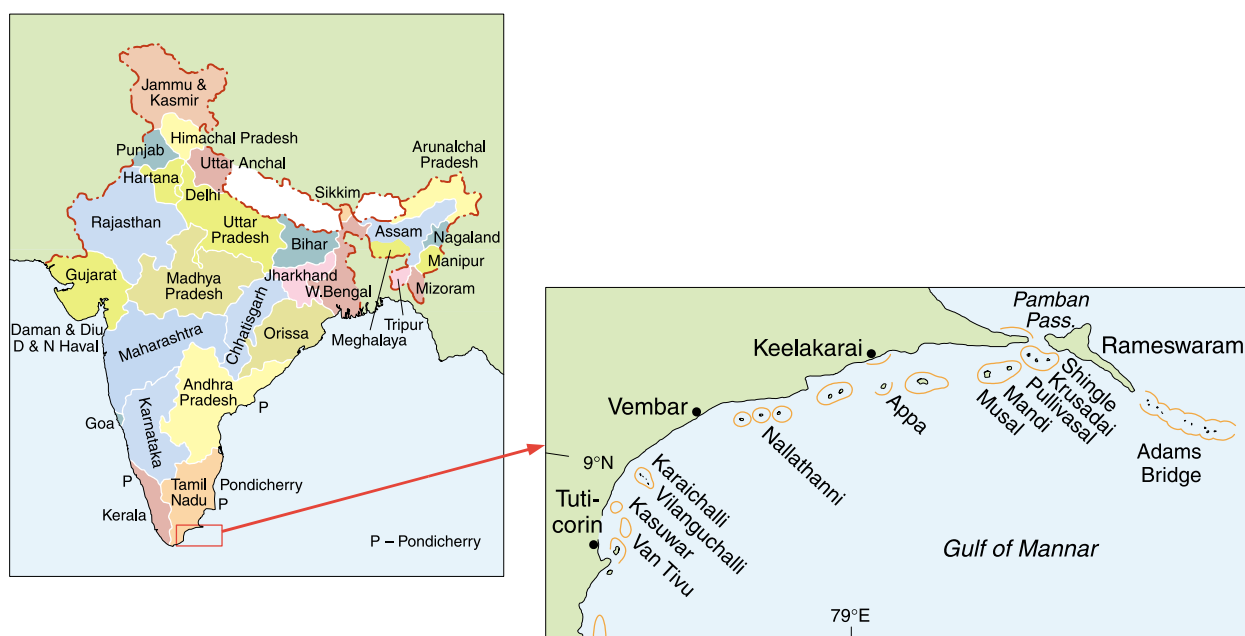 Jammu &
Kasmir
Himachal Pradesh
Punjab
Uttar Anchal
Arunalchal
Pradesh
Hartana
Delhi
Sikkim
Rajasthan
Uttar
Pradesh
Bihar
Assam
Nagaland
Manipur
Gujarat
Madhya
Pradesh
Jharkhand
W.Bengal
Mizoram
Tripur
Meghalaya
Daman & Diu
D & N Haval
Maharashtra
Chhatisgarh
Orissa
Andhra
Pradesh
P
Goa
Karnataka
P
Tamil
Nadu
Pondicherry
P
Kerala
P – Pondicherry
Pamban
Pass.
Rameswaram
Keelakarai
Shingle
Krusadai
Pullivasal
Mandi
Musal
Appa
Vembar
Nallathanni
Adams
Bridge
9°N
Karaichalli
Vilanguchalli
Kasuwar
Van Tivu
Tuti-
corin
Gulf of Mannar
79°E